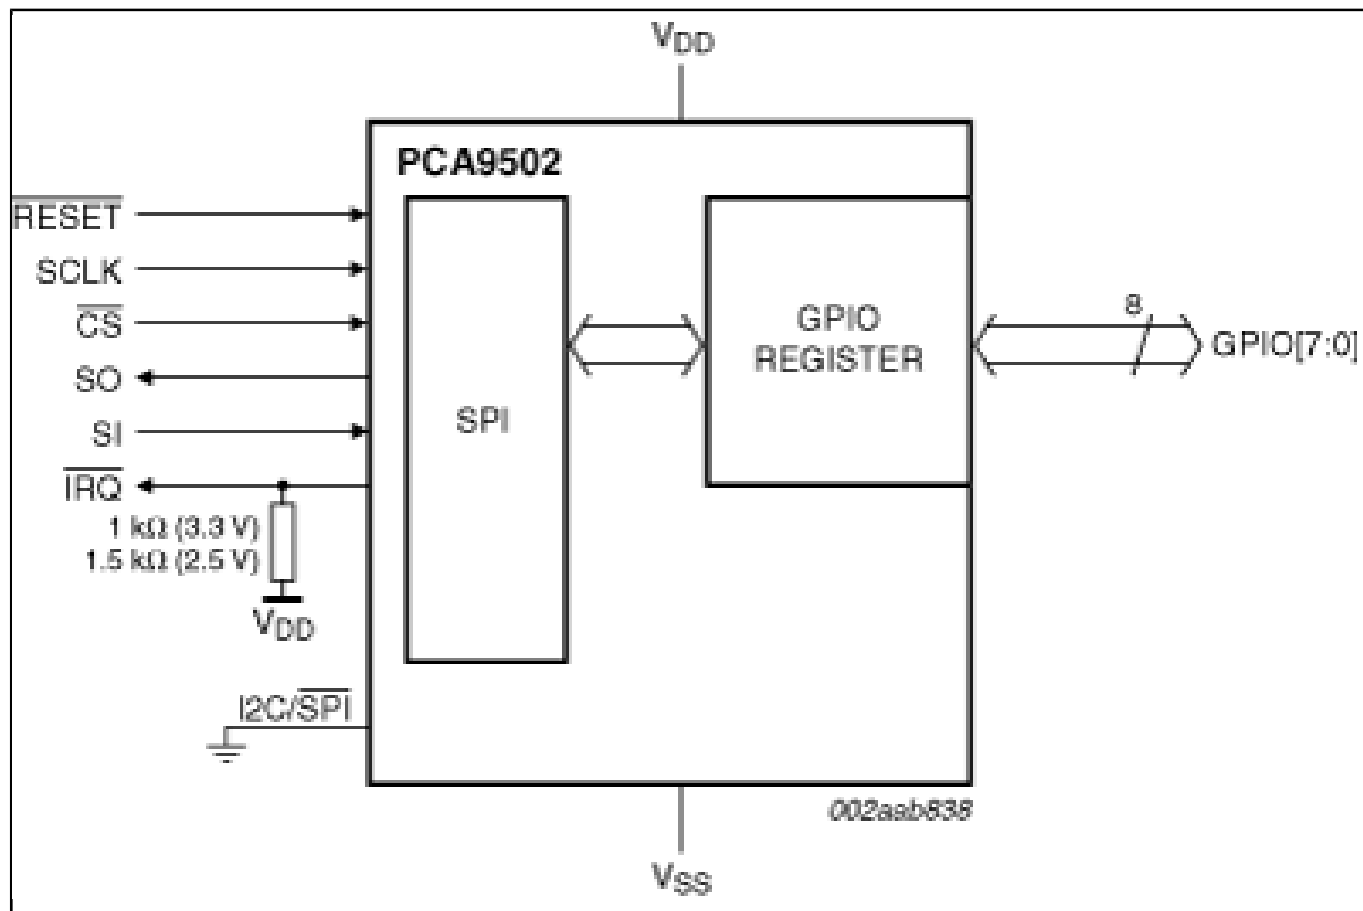 VDD
PCA9502
RESET
SCLK
CS
SO
SI
IRQ
1 kΩ (3.3 V)
1.5 kΩ (2.5 V)
VDD
I2C/SPI
SPI
GPIO
REGISTER
8
GPIO[7:0]
002aab838
VSS